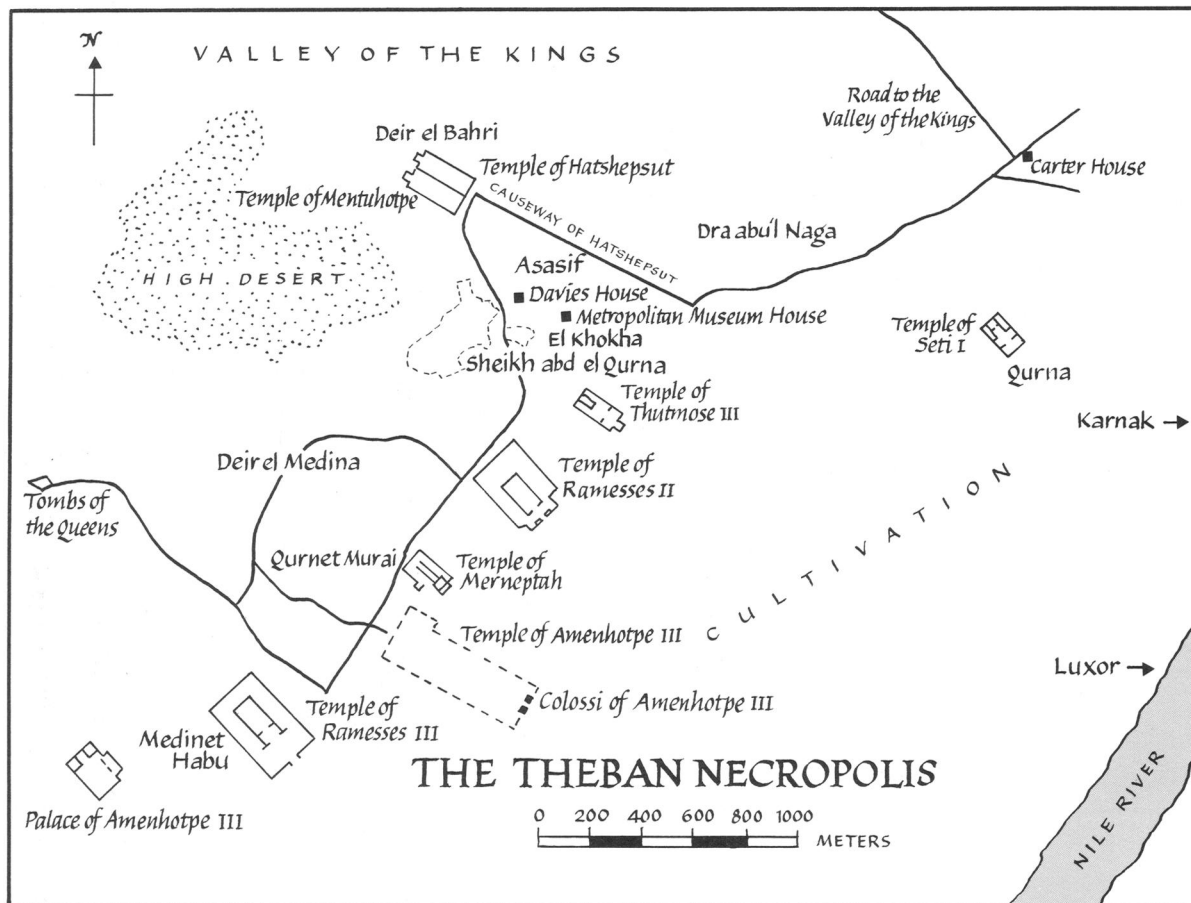 N
VALLEY OF THE KINGS
Road to the
Valley of the Kings
Deir el Bahri
Temple of Hatshepsut
Carter House
Temple of Mentuhotpe
CAUSEWAY OF HATSHEPSUT
Dra abu'l Naga
HIGH DESERT
Asasif
Davies House
Metropolitan Museum House
El Khokha
Sheikh abd el Qurna
Temple of
Seti I
Qurna
Temple of
Thutmose III
Karnak
Deir el Medina
Temple of
Ramesses II
Tombs of
the Queens
CULTIVATION
Qurnet Murai
Temple of
Merneptah
Temple of Amenhotpe III
Luxor
Colossi of Amenhotpe III
Temple of
Ramesses III
Medinet
Habu
Palace of Amenhotpe III
THE THEBAN NECROPOLIS
0 200 400 600 800 1000
METERS
NILE RIVER